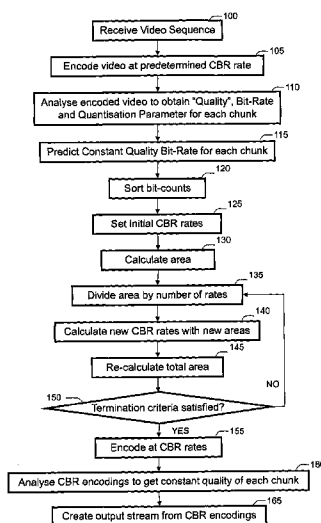 100
Receive Video Sequence
105
Encode video at predetermined CBR rate
110
Analyse encoded video to obtain "Quality", Bit-Rate
and Quantisation Parameter for each chunk
115
Predict Constant Quality Bit-Rate for each chunk
120
Sort bit-counts
125
Set Initial CBR rates
130
Calculate area
135
Divide area by number of rates
140
Calculate new CBR rates with new areas
145
Re-calculate total area
NO
150
Termination criteria satisfied?
YES
155
Encode at CBR rates
160
Analyse CBR encodings to get constant quality of each chunk
165
Create output stream from CBR encodings